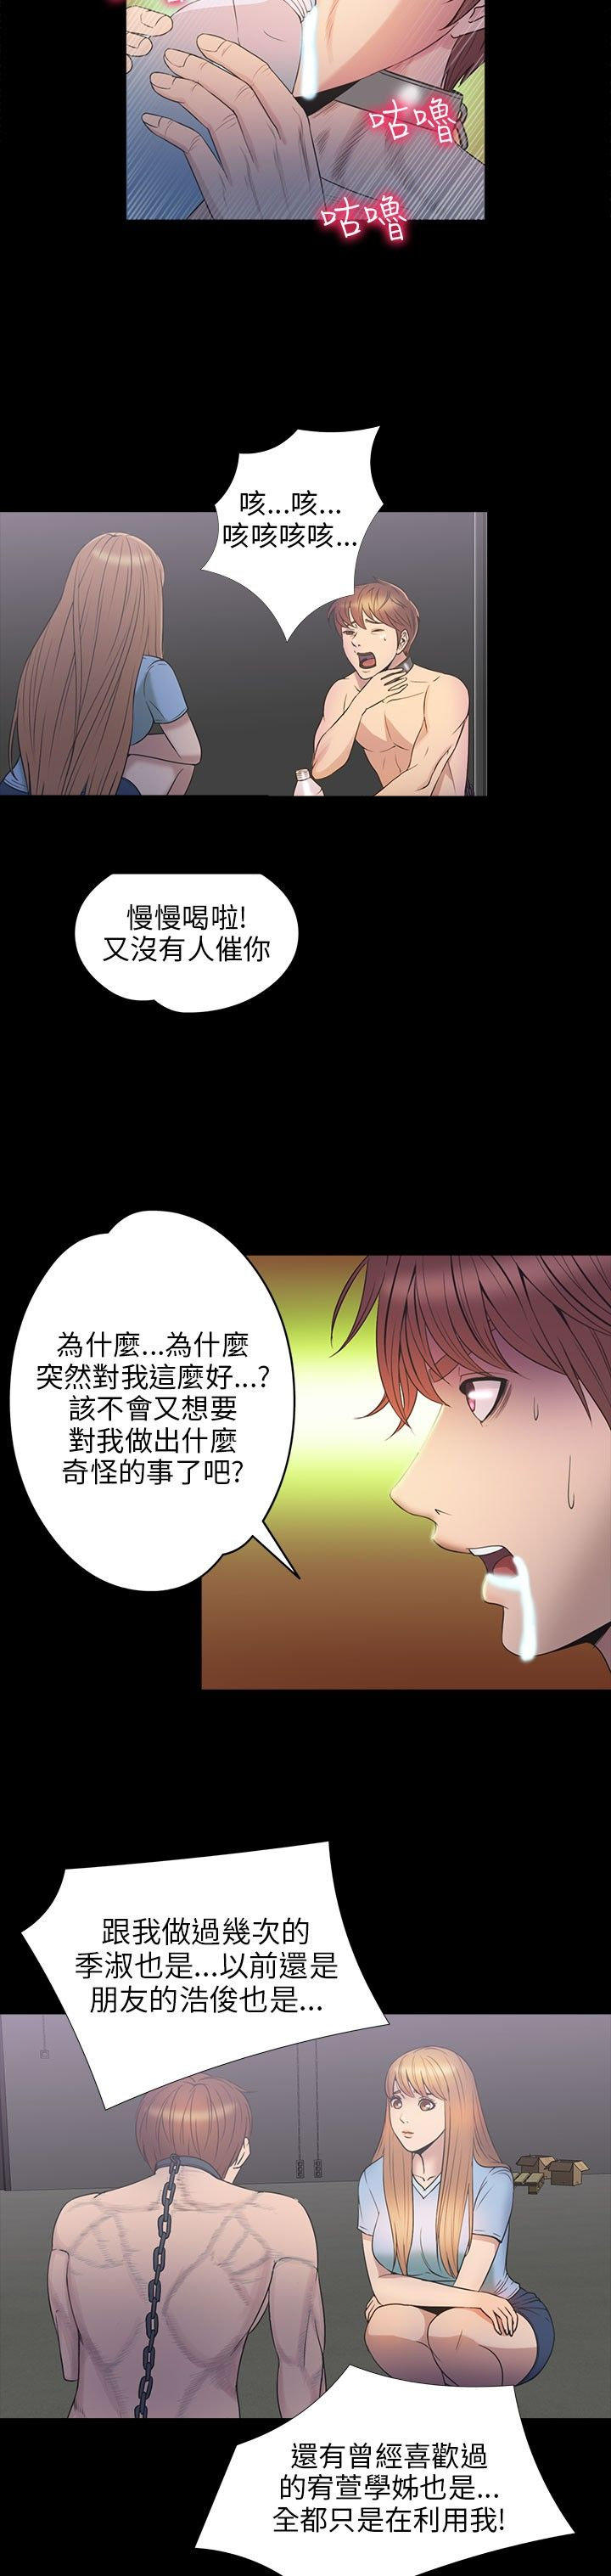 咕嚕
咕嚕
咳...咳...
咳咳咳咳...
慢慢喝啦!
又沒有人催你
為什麼...為什麼
突然對我這麼好...?
該不會又想要
對我做出什麼
奇怪的事了吧?
跟我做過幾次的
季淑也是...以前還是
朋友的浩俊也是...
還有曾經喜歡過
的宥萱學姊也是...
全都只是在利用我!